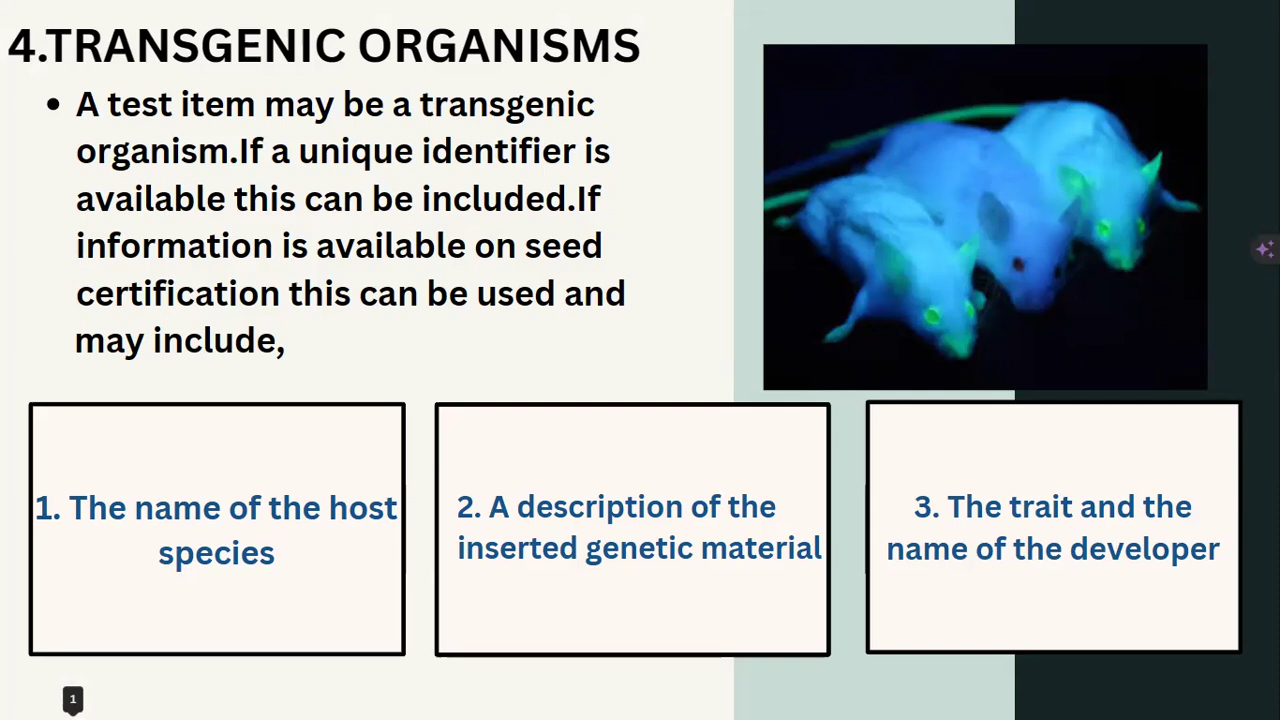 4.TRANSGENIC ORGANISMS
• A test item may be a transgenic
organism.If a unique identifier is
available this can be included.If
information is available on seed
certification this can be used and
may include,
1. The name of the host
species
2. A description of the
inserted genetic material
3. The trait and the
name of the developer
1